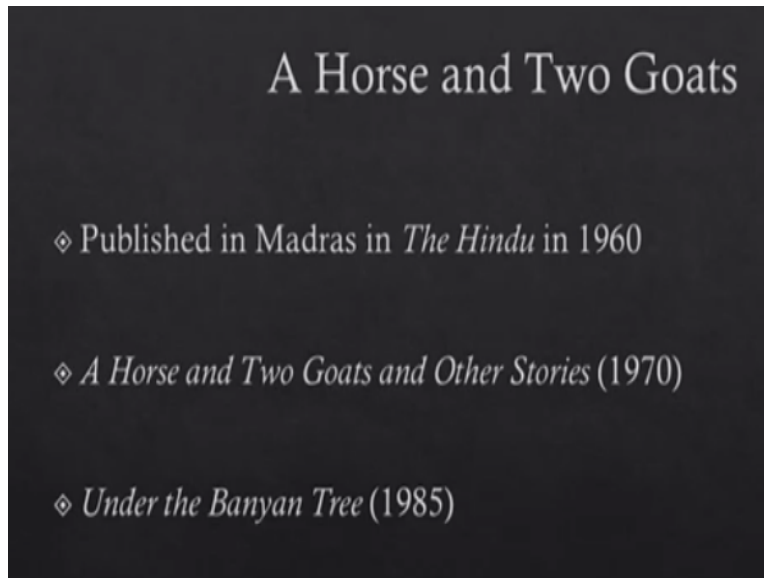 A Horse and Two Goats
Published in Madras in The Hindu in 1960
A Horse and Two Goats and Other Stories (1970)
Under the Banyan Tree (1985)